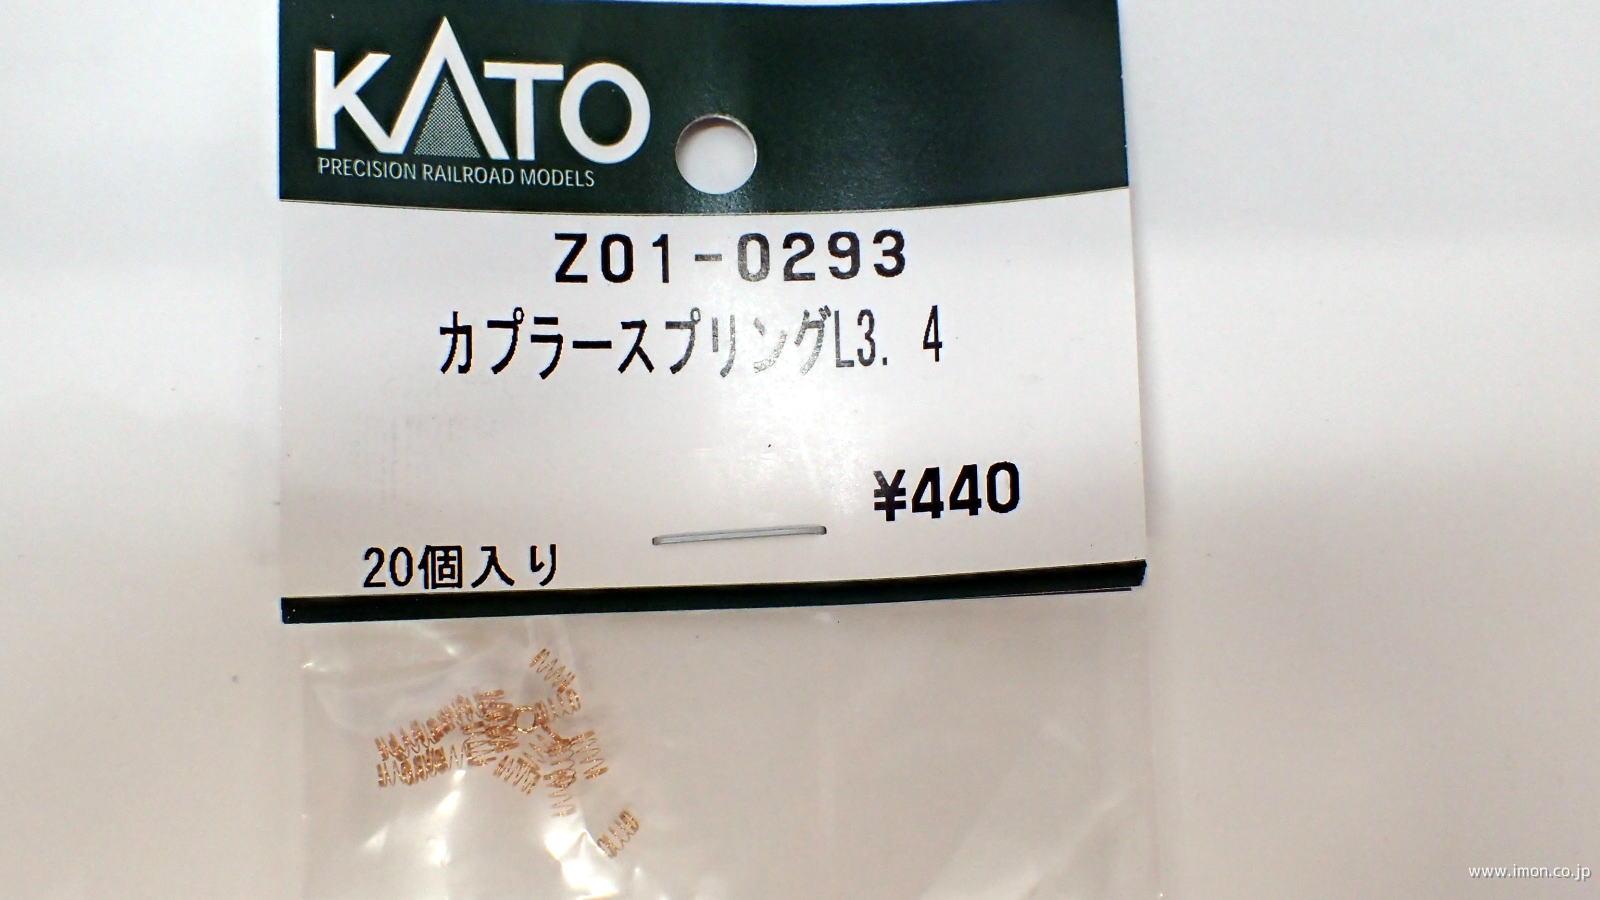 KATO
PRECISION RAILROAD MODELS
Z01-0293
カプラースプリングL3. 4
¥440
20個入り
www.imon.co.jp